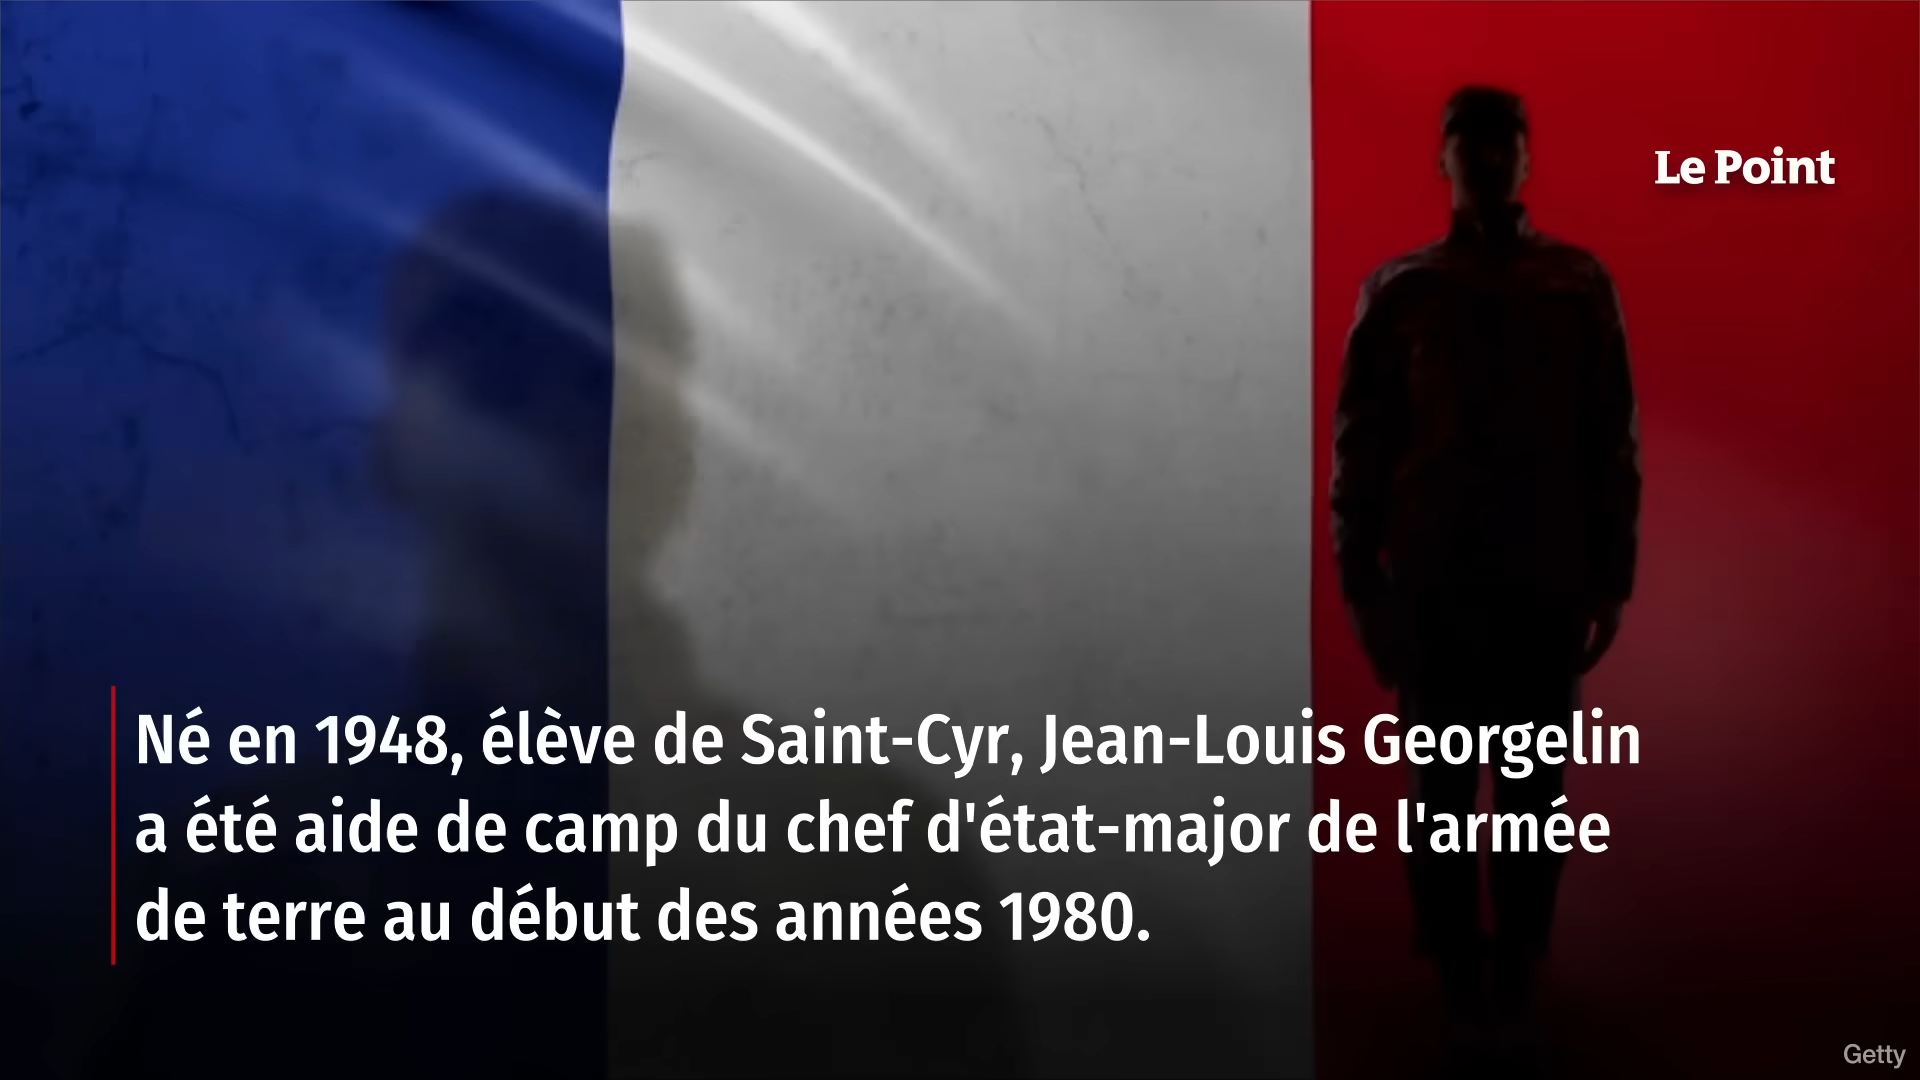 Le Point
Né en 1948, élève de Saint-Cyr, Jean-Louis Georgelin
a été aide de camp du chef d'état-major de l'armée
de terre au début des années 1980.
Getty